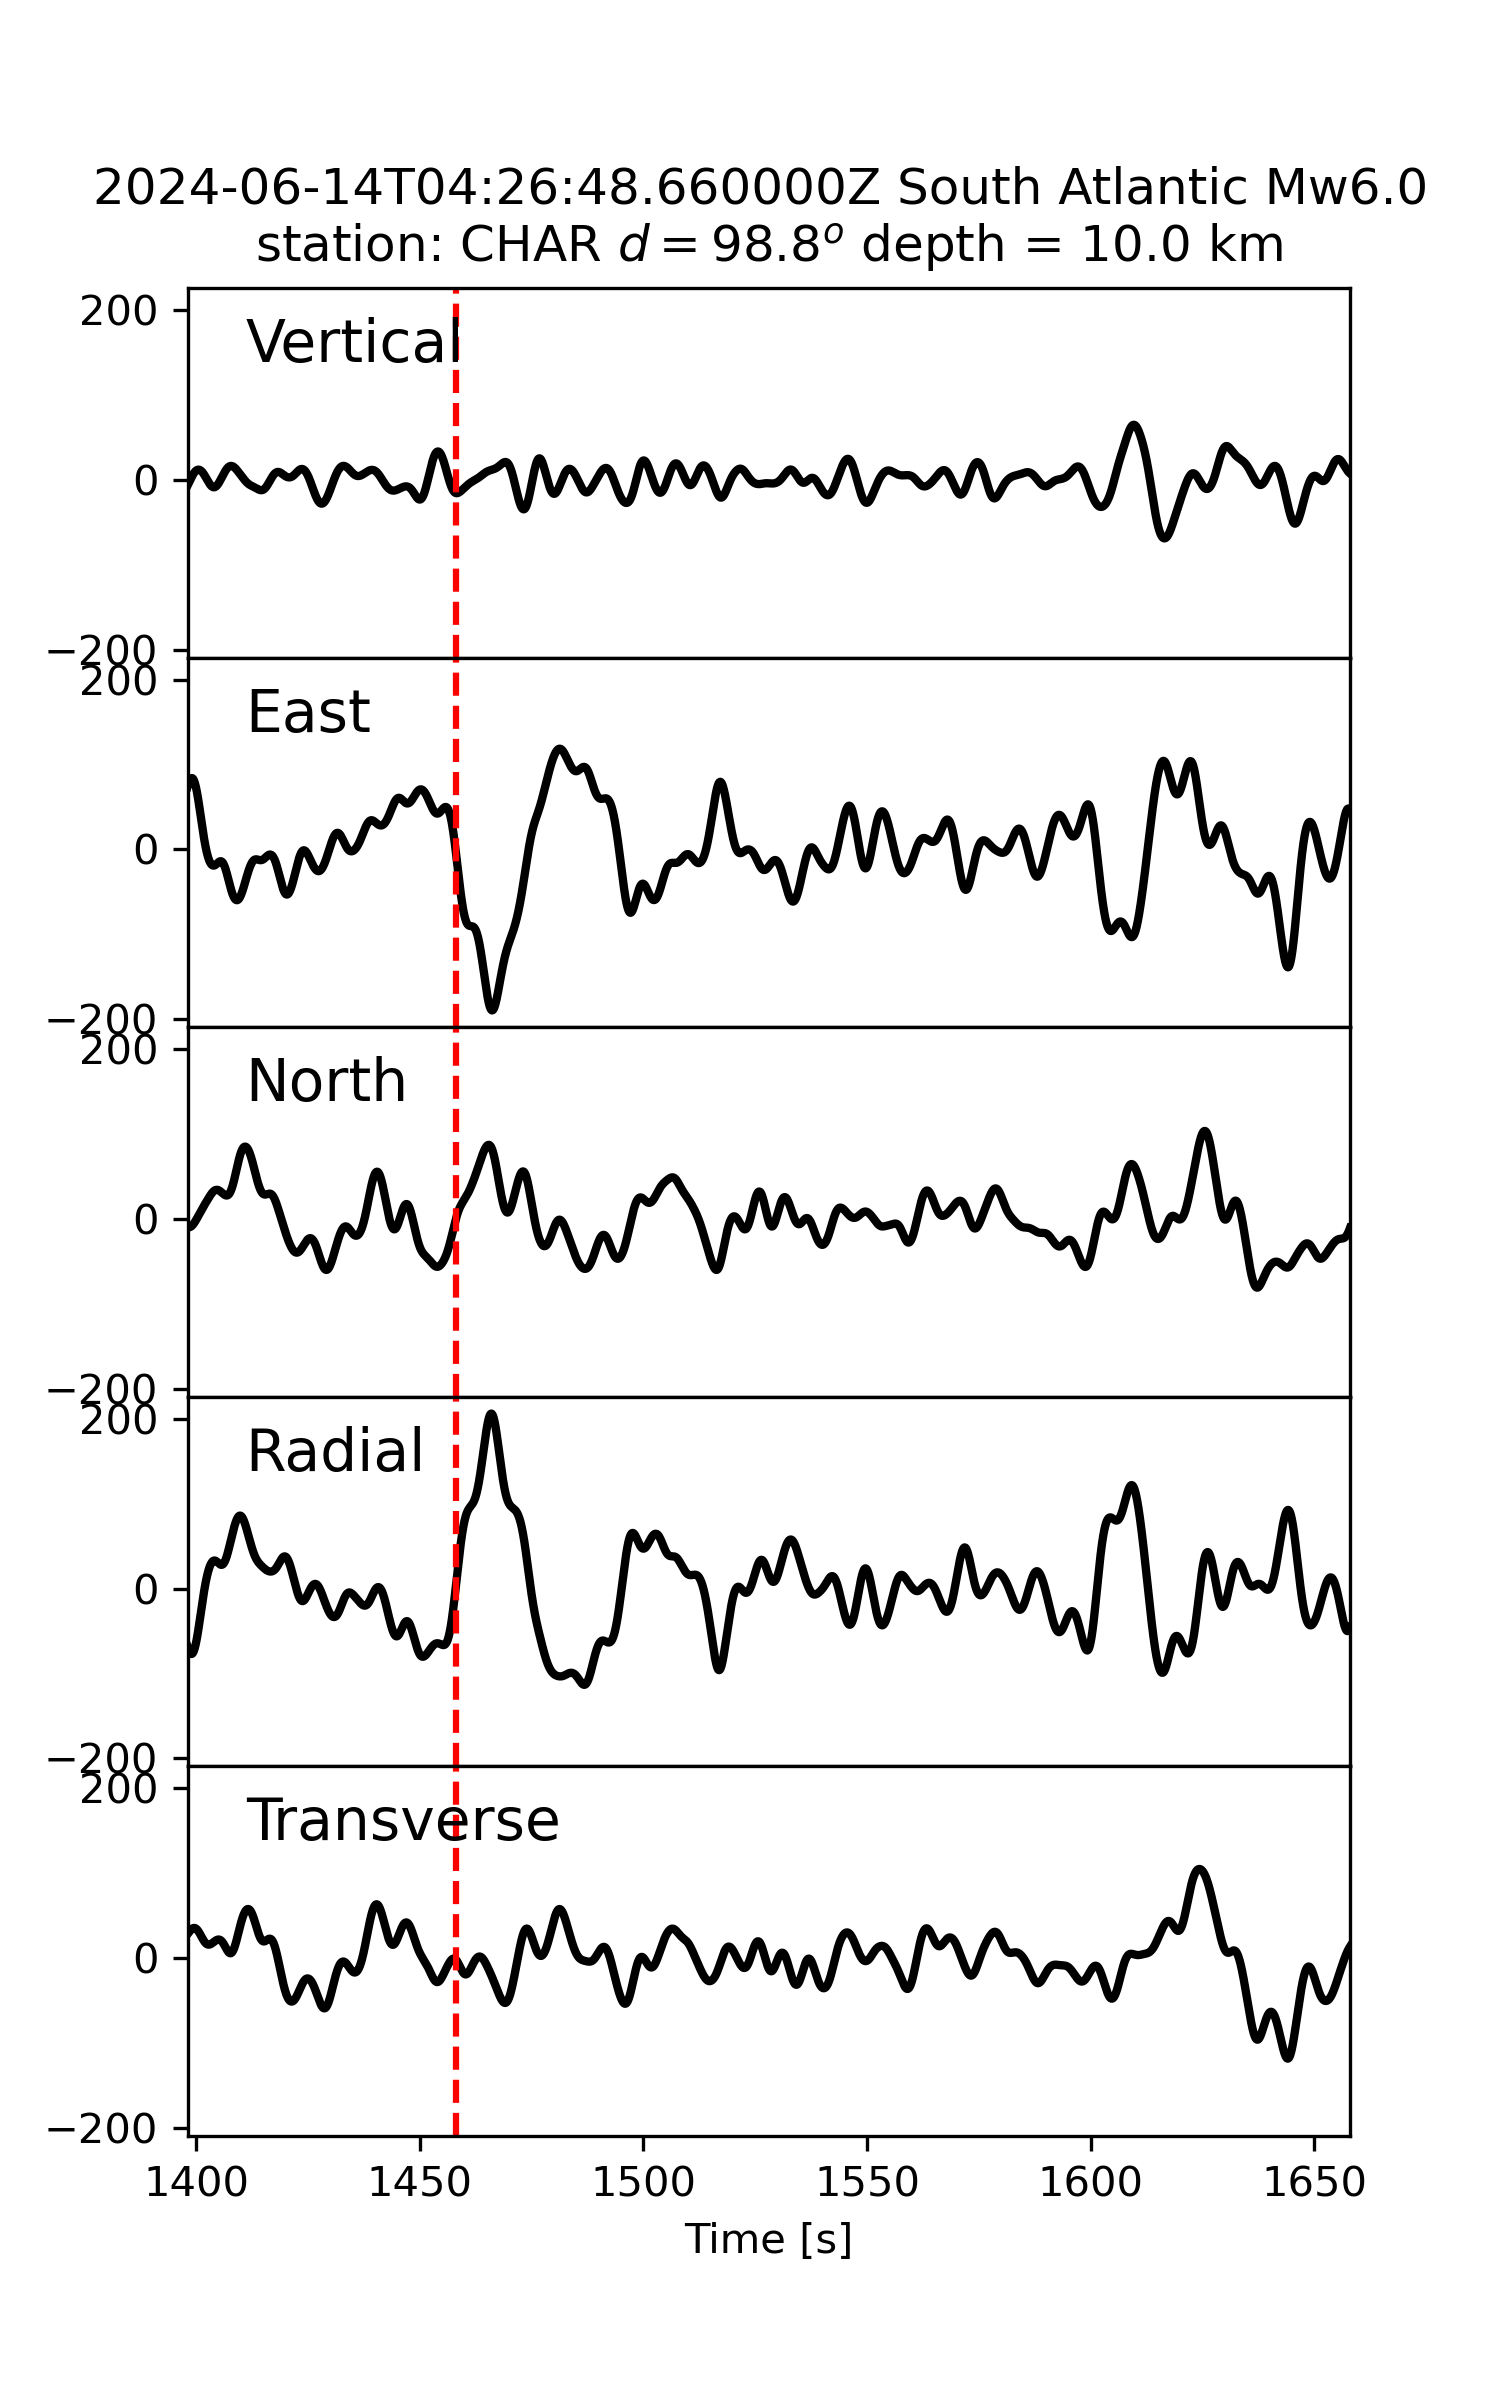 2024-06-14T04:26:48.660000Z South Atlantic Mw6.0
station: CHAR d = 98.8° depth = 10.0 km
200
Vertical
0
−200
200
East
0
−200
200
North
0
−200
200
Radial
0
−200
200
Transverse
0
−200
1400 1450 1500 1550 1600 1650
Time [s]